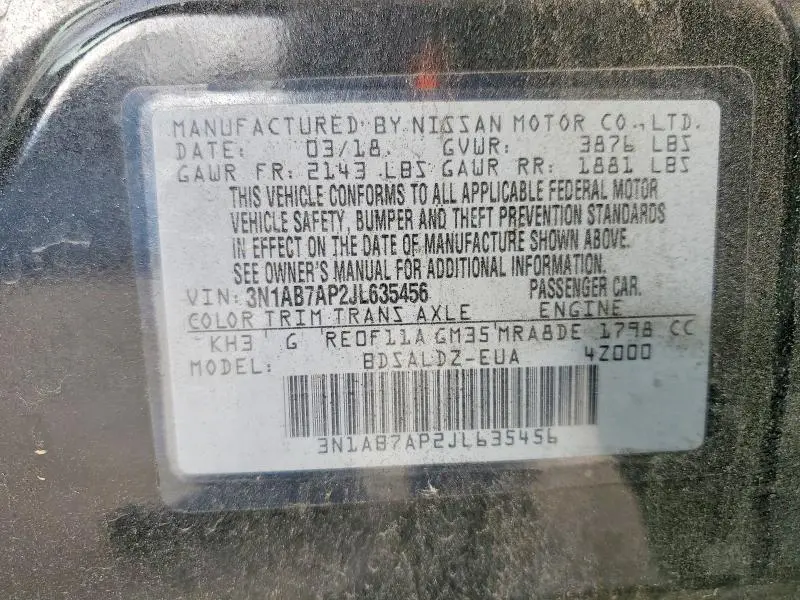 MANUFACTURED BY NISSAN MOTOR CO., LTD.
DATE: 03/18. GVWR: 3876 LBS
GAWR FR: 2143 LBS GAWR RR: 1881 LBS
THIS VEHICLE CONFORMS TO ALL APPLICABLE FEDERAL MOTOR
VEHICLE SAFETY, BUMPER AND THEFT PREVENTION STANDARDS
IN EFFECT ON THE DATE OF MANUFACTURE SHOWN ABOVE.
SEE OWNER'S MANUAL FOR ADDITIONAL INFORMATION.
VIN: 3N1AB7AP2JL635456 PASSENGER CAR.
COLOR TRIM TRANS AXLE ENGINE
KH3 G RE0F11A GM35 MRA8DE 1798 CC
MODEL: BDSALDZ-EUA 4Z000
3N1AB7AP2JL635456